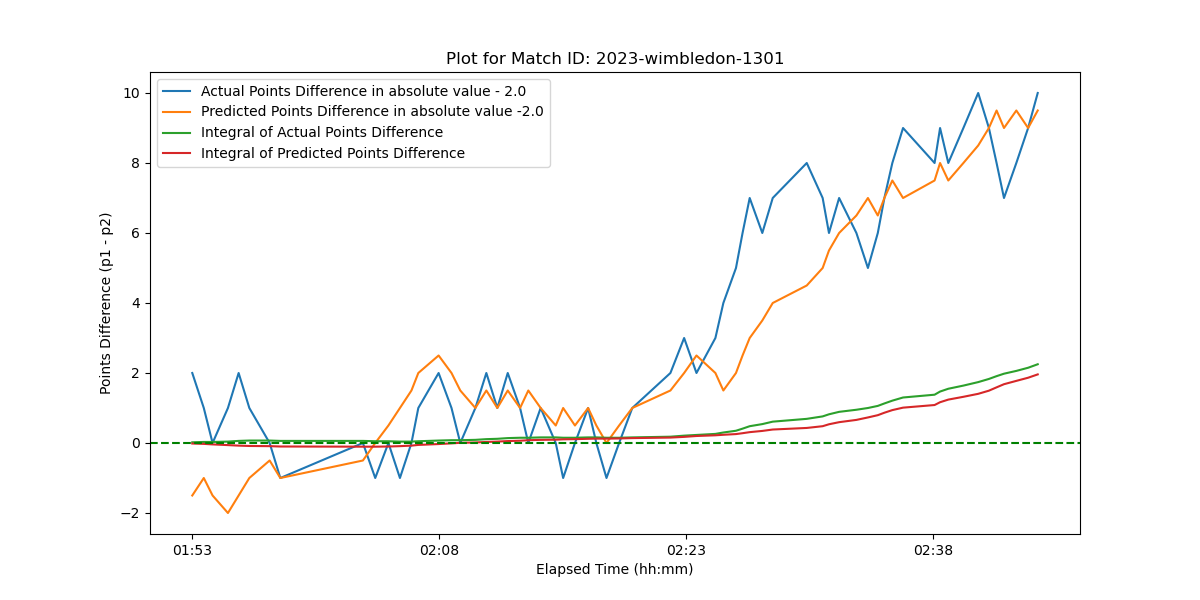 Plot for Match ID: 2023-wimbledon-1301
Actual Points Difference in absolute value - 2.0
Predicted Points Difference in absolute value -2.0
Integral of Actual Points Difference
Integral of Predicted Points Difference
Points Difference (p1 - p2)
10
8
6
4
2
0
−2
01:53 02:08 02:23 02:38
Elapsed Time (hh:mm)